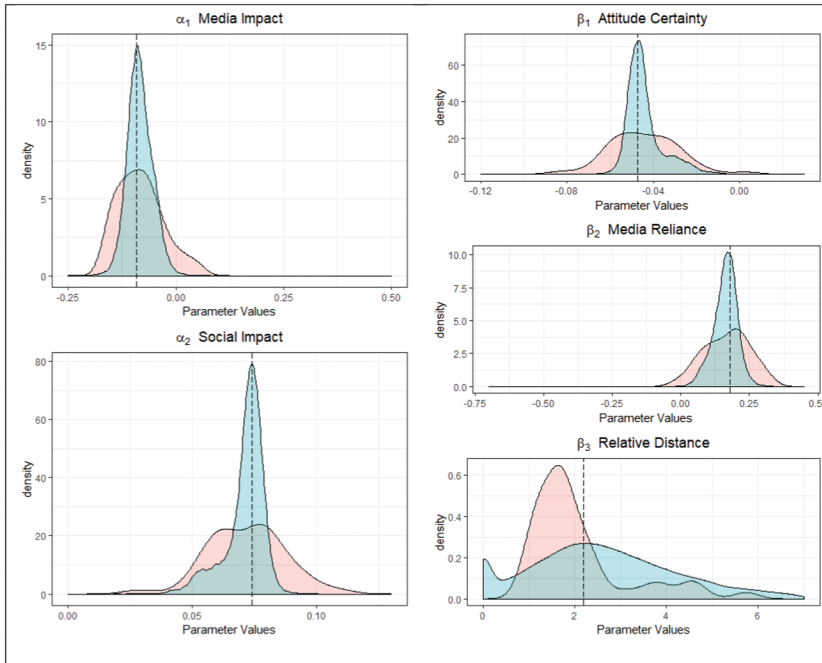 α1 Media Impact
15
10
5
0
density
-0.25
0.00
0.25
0.50
Parameter Values
α2 Social Impact
80
60
40
20
0
density
0.00
0.05
0.10
Parameter Values
β1 Attitude Certainty
60
40
20
0
density
-0.12
-0.08
-0.04
0.00
Parameter Values
β2 Media Reliance
10.0
7.5
5.0
2.5
0.0
density
-0.75
-0.50
-0.25
0.00
0.25
0.5
Parameter Values
β3 Relative Distance
0.6
0.4
0.2
0.0
density
0
2
4
6
Parameter Values